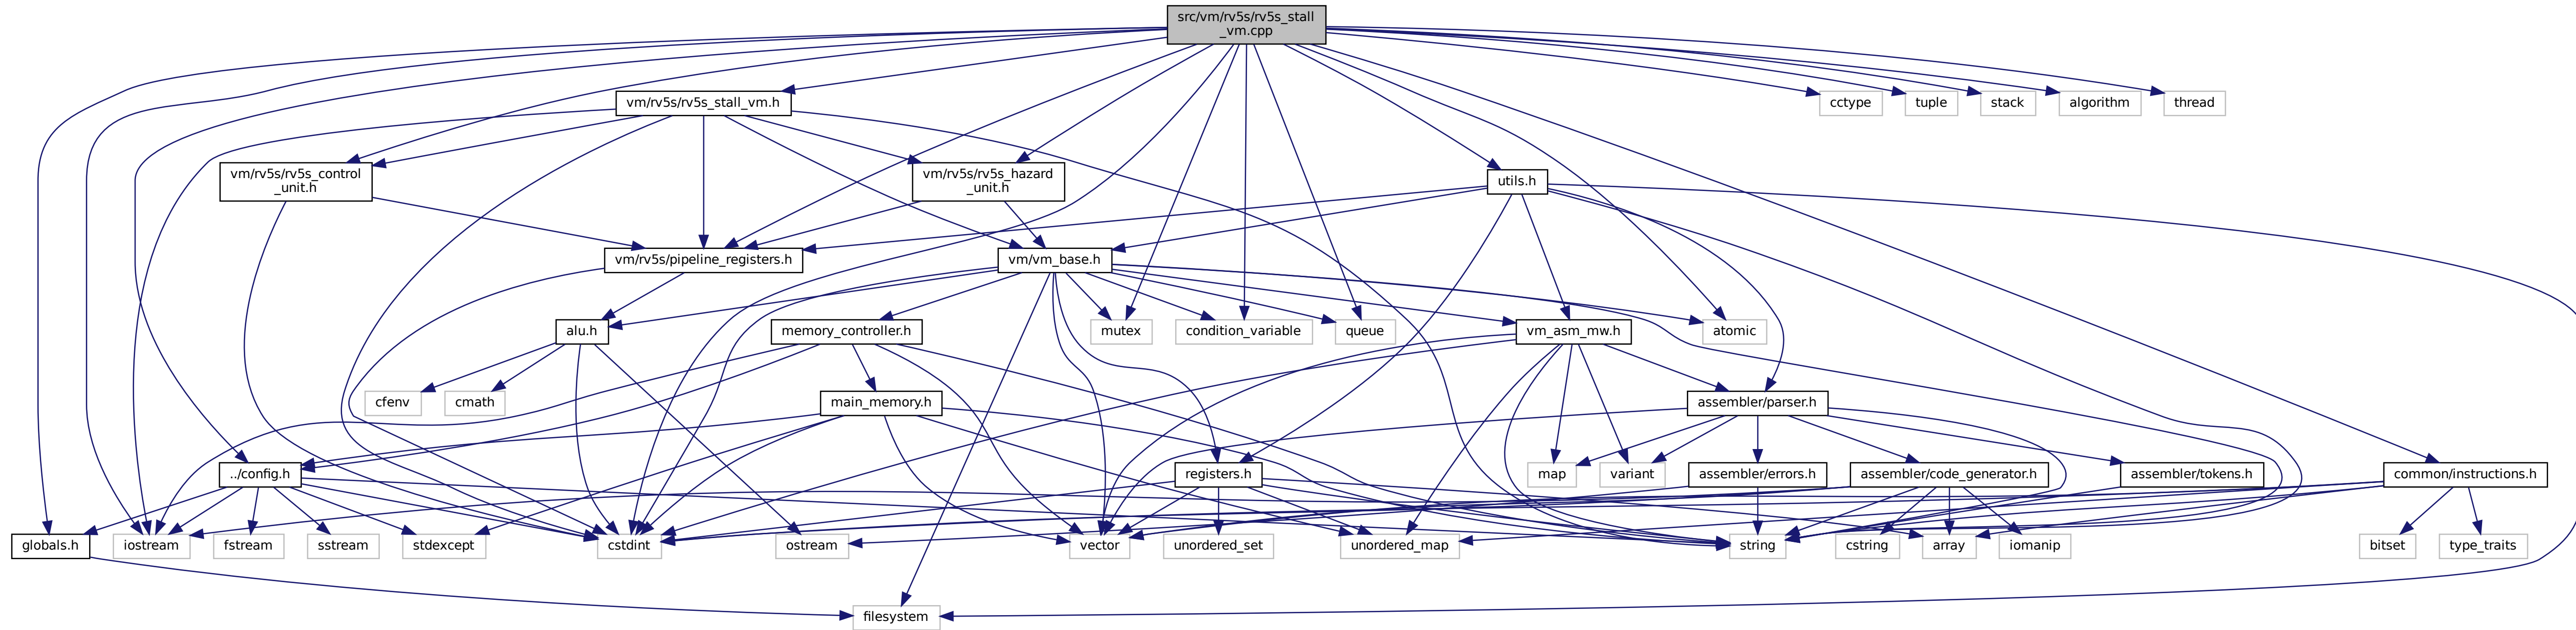 src/vm/rv5s/rv5s_stall
_vm.cpp
vm/rv5s/rv5s_stall_vm.h
cctype
tuple
stack
algorithm
thread
vm/rv5s/rv5s_control
_unit.h
vm/rv5s/rv5s_hazard
_unit.h
utils.h
vm/rv5s/pipeline_registers.h
vm/vm_base.h
alu.h
memory_controller.h
mutex
condition_variable
queue
vm_asm_mw.h
atomic
cfenv
cmath
main_memory.h
assembler/parser.h
../config.h
registers.h
map
variant
assembler/errors.h
assembler/code_generator.h
assembler/tokens.h
common/instructions.h
globals.h
iostream
fstream
sstream
stdexcept
cstdint
ostream
vector
unordered_set
unordered_map
string
cstring
array
iomanip
bitset
type_traits
filesystem